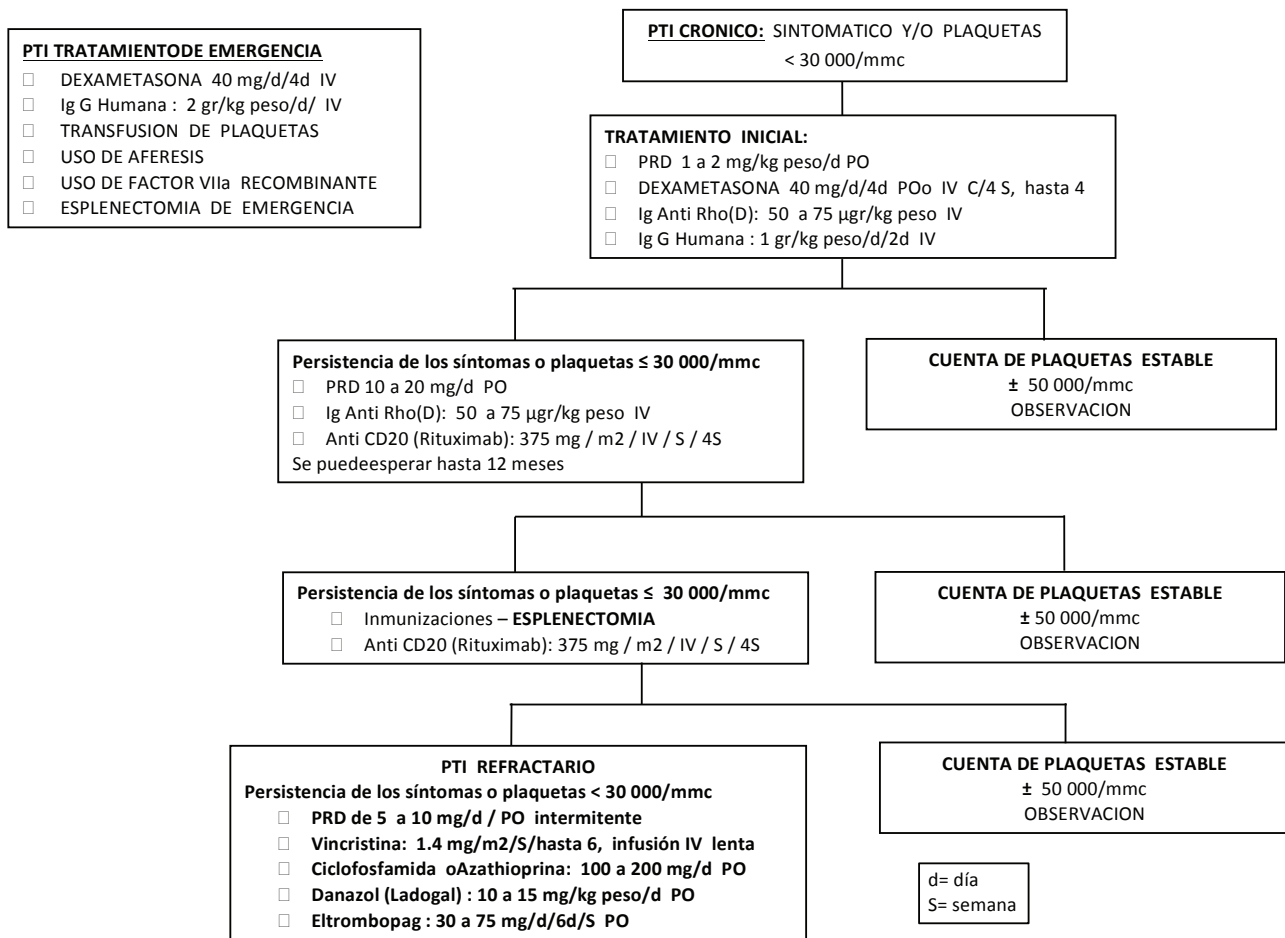 PTI TRATAMIENTODE EMERGENCIA
DEXAMETASONA 40 mg/d/4d IV
Ig G Humana : 2 gr/kg peso/d/ IV
TRANSFUSION DE PLAQUETAS
USO DE AFERESIS
USO DE FACTOR VIIa RECOMBINANTE
ESPLENECTOMIA DE EMERGENCIA
PTI CRONICO: SINTOMATICO Y/O PLAQUETAS
< 30 000/mmc
TRATAMIENTO INICIAL:
PRD 1 a 2 mg/kg peso/d PO
DEXAMETASONA 40 mg/d/4d POo IV C/4 S, hasta 4
Ig Anti Rho(D): 50 a 75 µgr/kg peso IV
Ig G Humana : 1 gr/kg peso/d/2d IV
Persistencia de los síntomas o plaquetas ≤ 30 000/mmc
PRD 10 a 20 mg/d PO
Ig Anti Rho(D): 50 a 75 µgr/kg peso IV
Anti CD20 (Rituximab): 375 mg / m2 / IV / S / 4S
Se puedeesperar hasta 12 meses
CUENTA DE PLAQUETAS ESTABLE
± 50 000/mmc
OBSERVACION
Persistencia de los síntomas o plaquetas ≤ 30 000/mmc
Inmunizaciones – ESPLENECTOMIA
Anti CD20 (Rituximab): 375 mg / m2 / IV / S / 4S
CUENTA DE PLAQUETAS ESTABLE
± 50 000/mmc
OBSERVACION
PTI REFRACTARIO
Persistencia de los síntomas o plaquetas < 30 000/mmc
PRD de 5 a 10 mg/d / PO intermitente
Vincristina: 1.4 mg/m2/S/hasta 6, infusión IV lenta
Ciclofosfamida oAzathioprina: 100 a 200 mg/d PO
Danazol (Ladogal) : 10 a 15 mg/kg peso/d PO
Eltrombopag : 30 a 75 mg/d/6d/S PO
CUENTA DE PLAQUETAS ESTABLE
± 50 000/mmc
OBSERVACION
d= día
S= semana